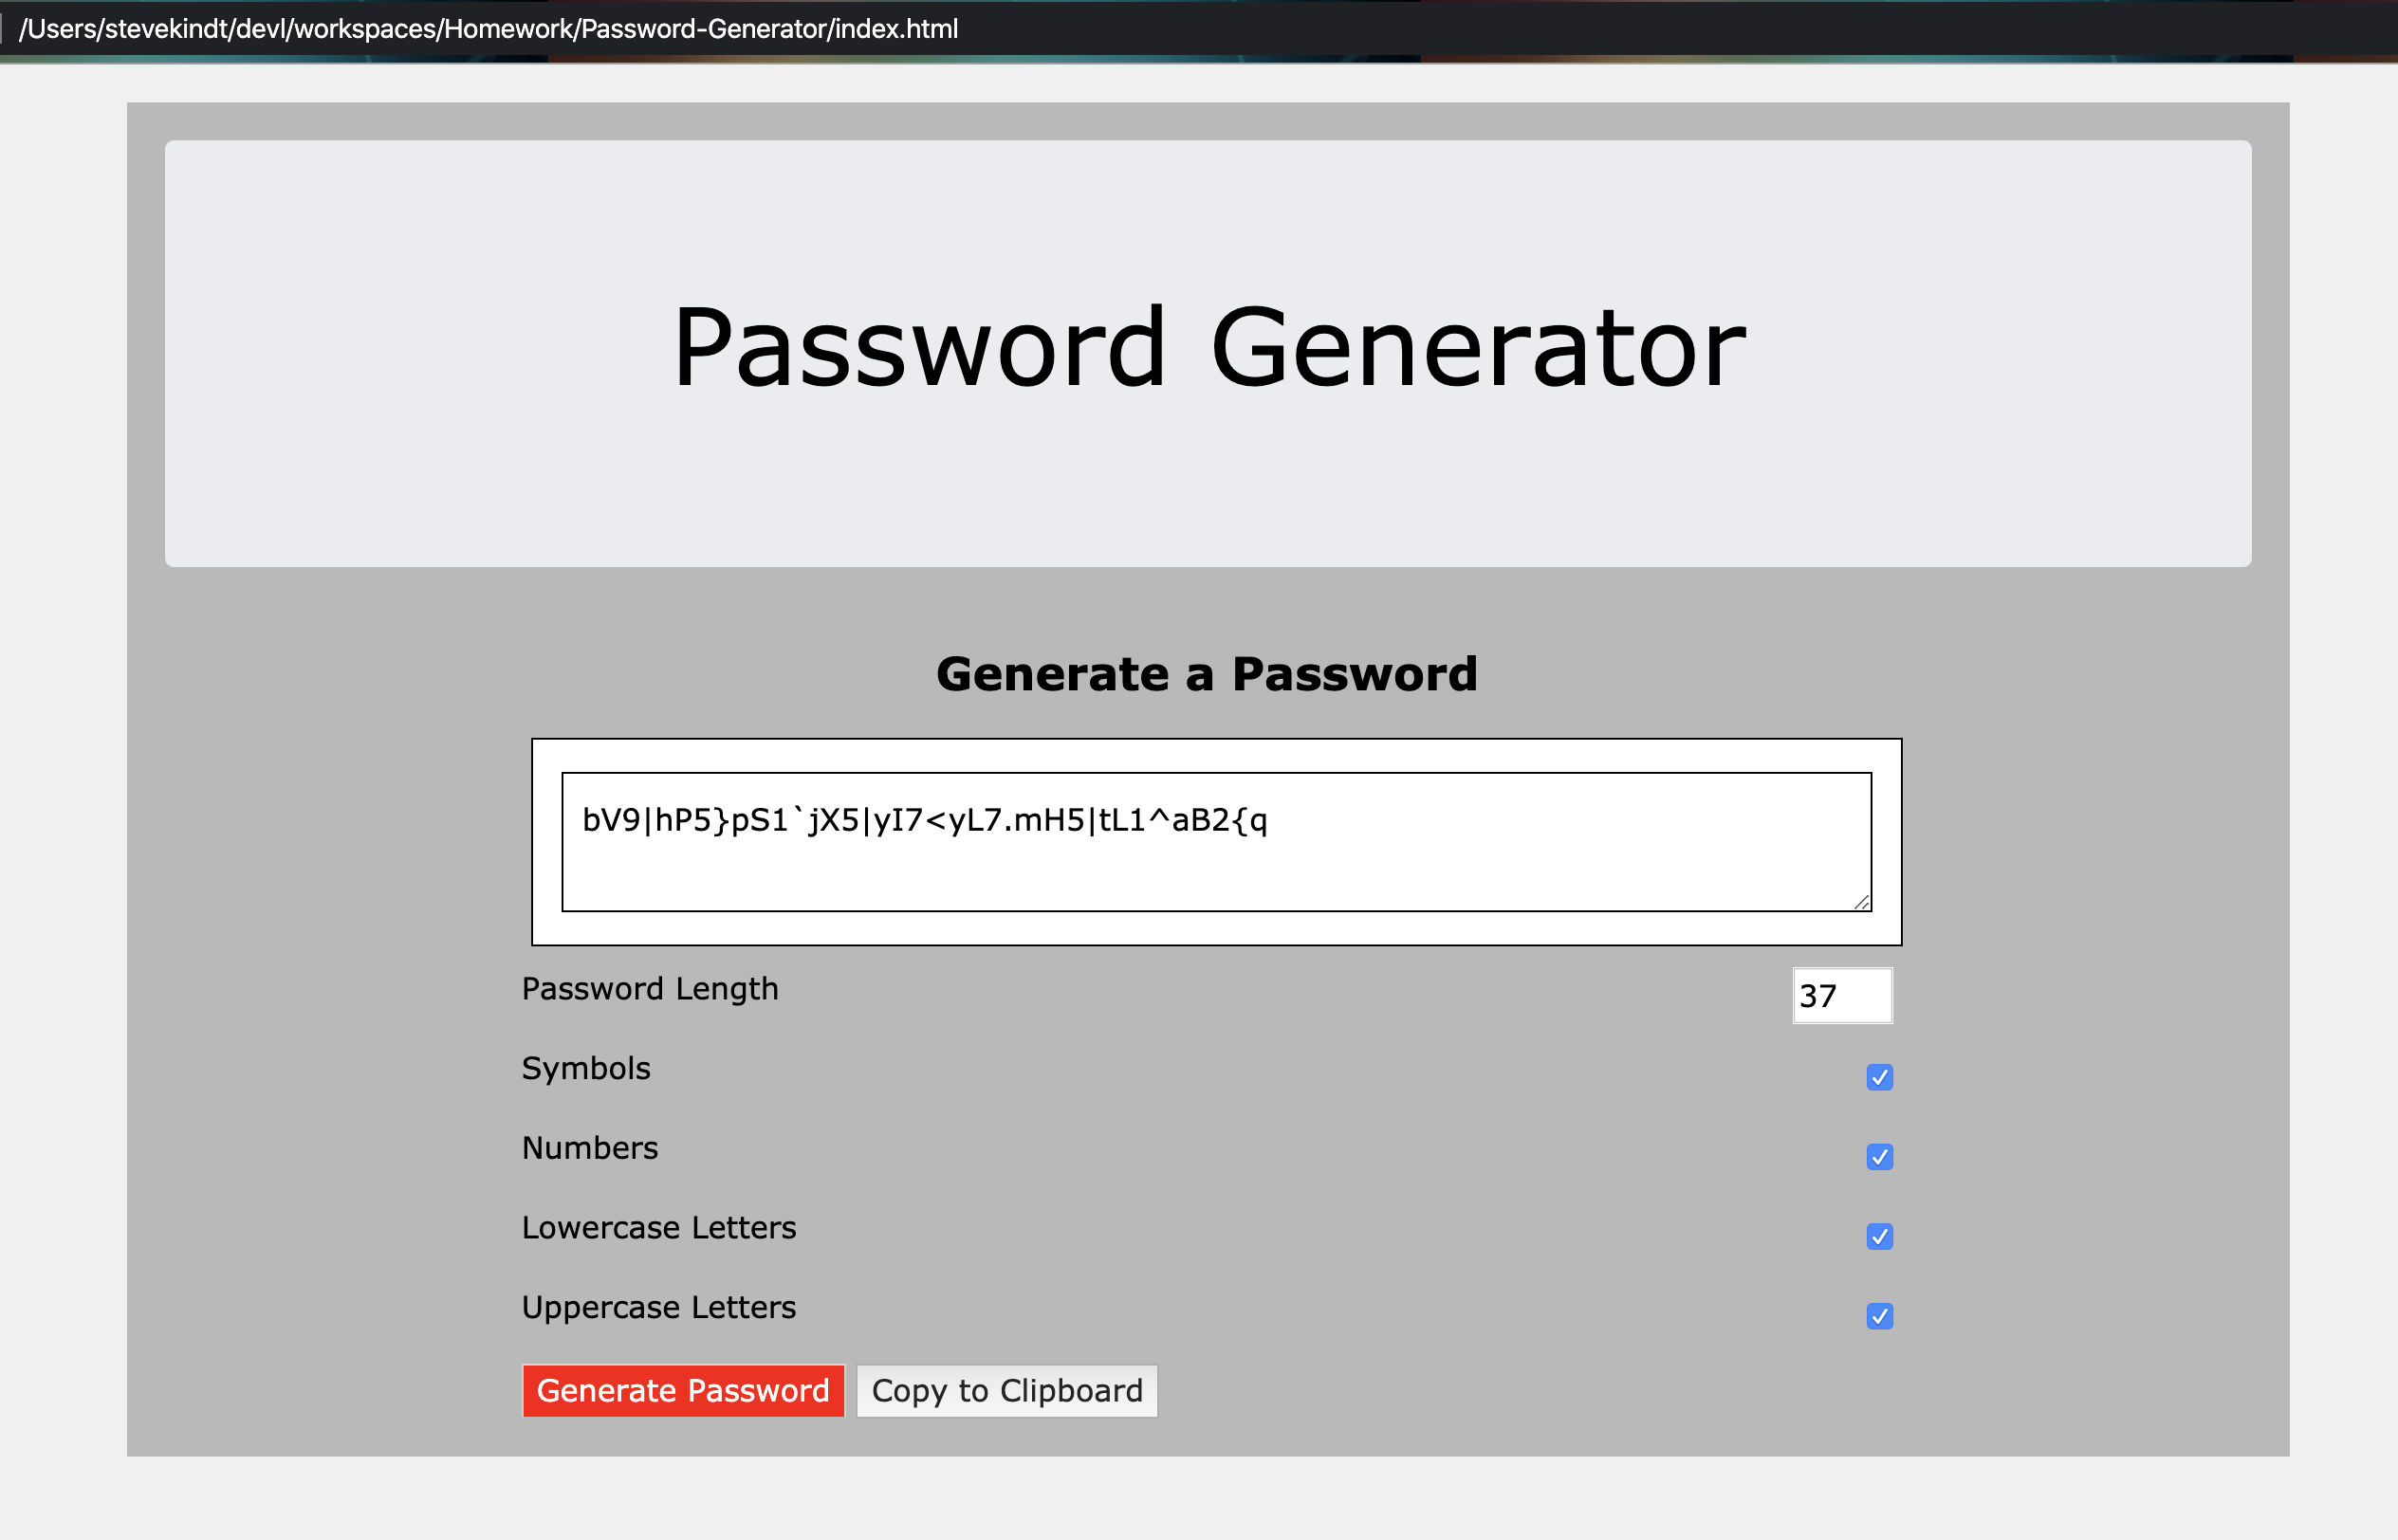 /Users/stevekindt/devl/workspaces/Homework/Password-Generator/index.html
Password Generator
Generate a Password
bV9|hP5}pS1`jX5|yI7<yL7.mH5|tL1^aB2{q
Password Length
37
Symbols
Numbers
Lowercase Letters
Uppercase Letters
Generate Password Copy to Clipboard